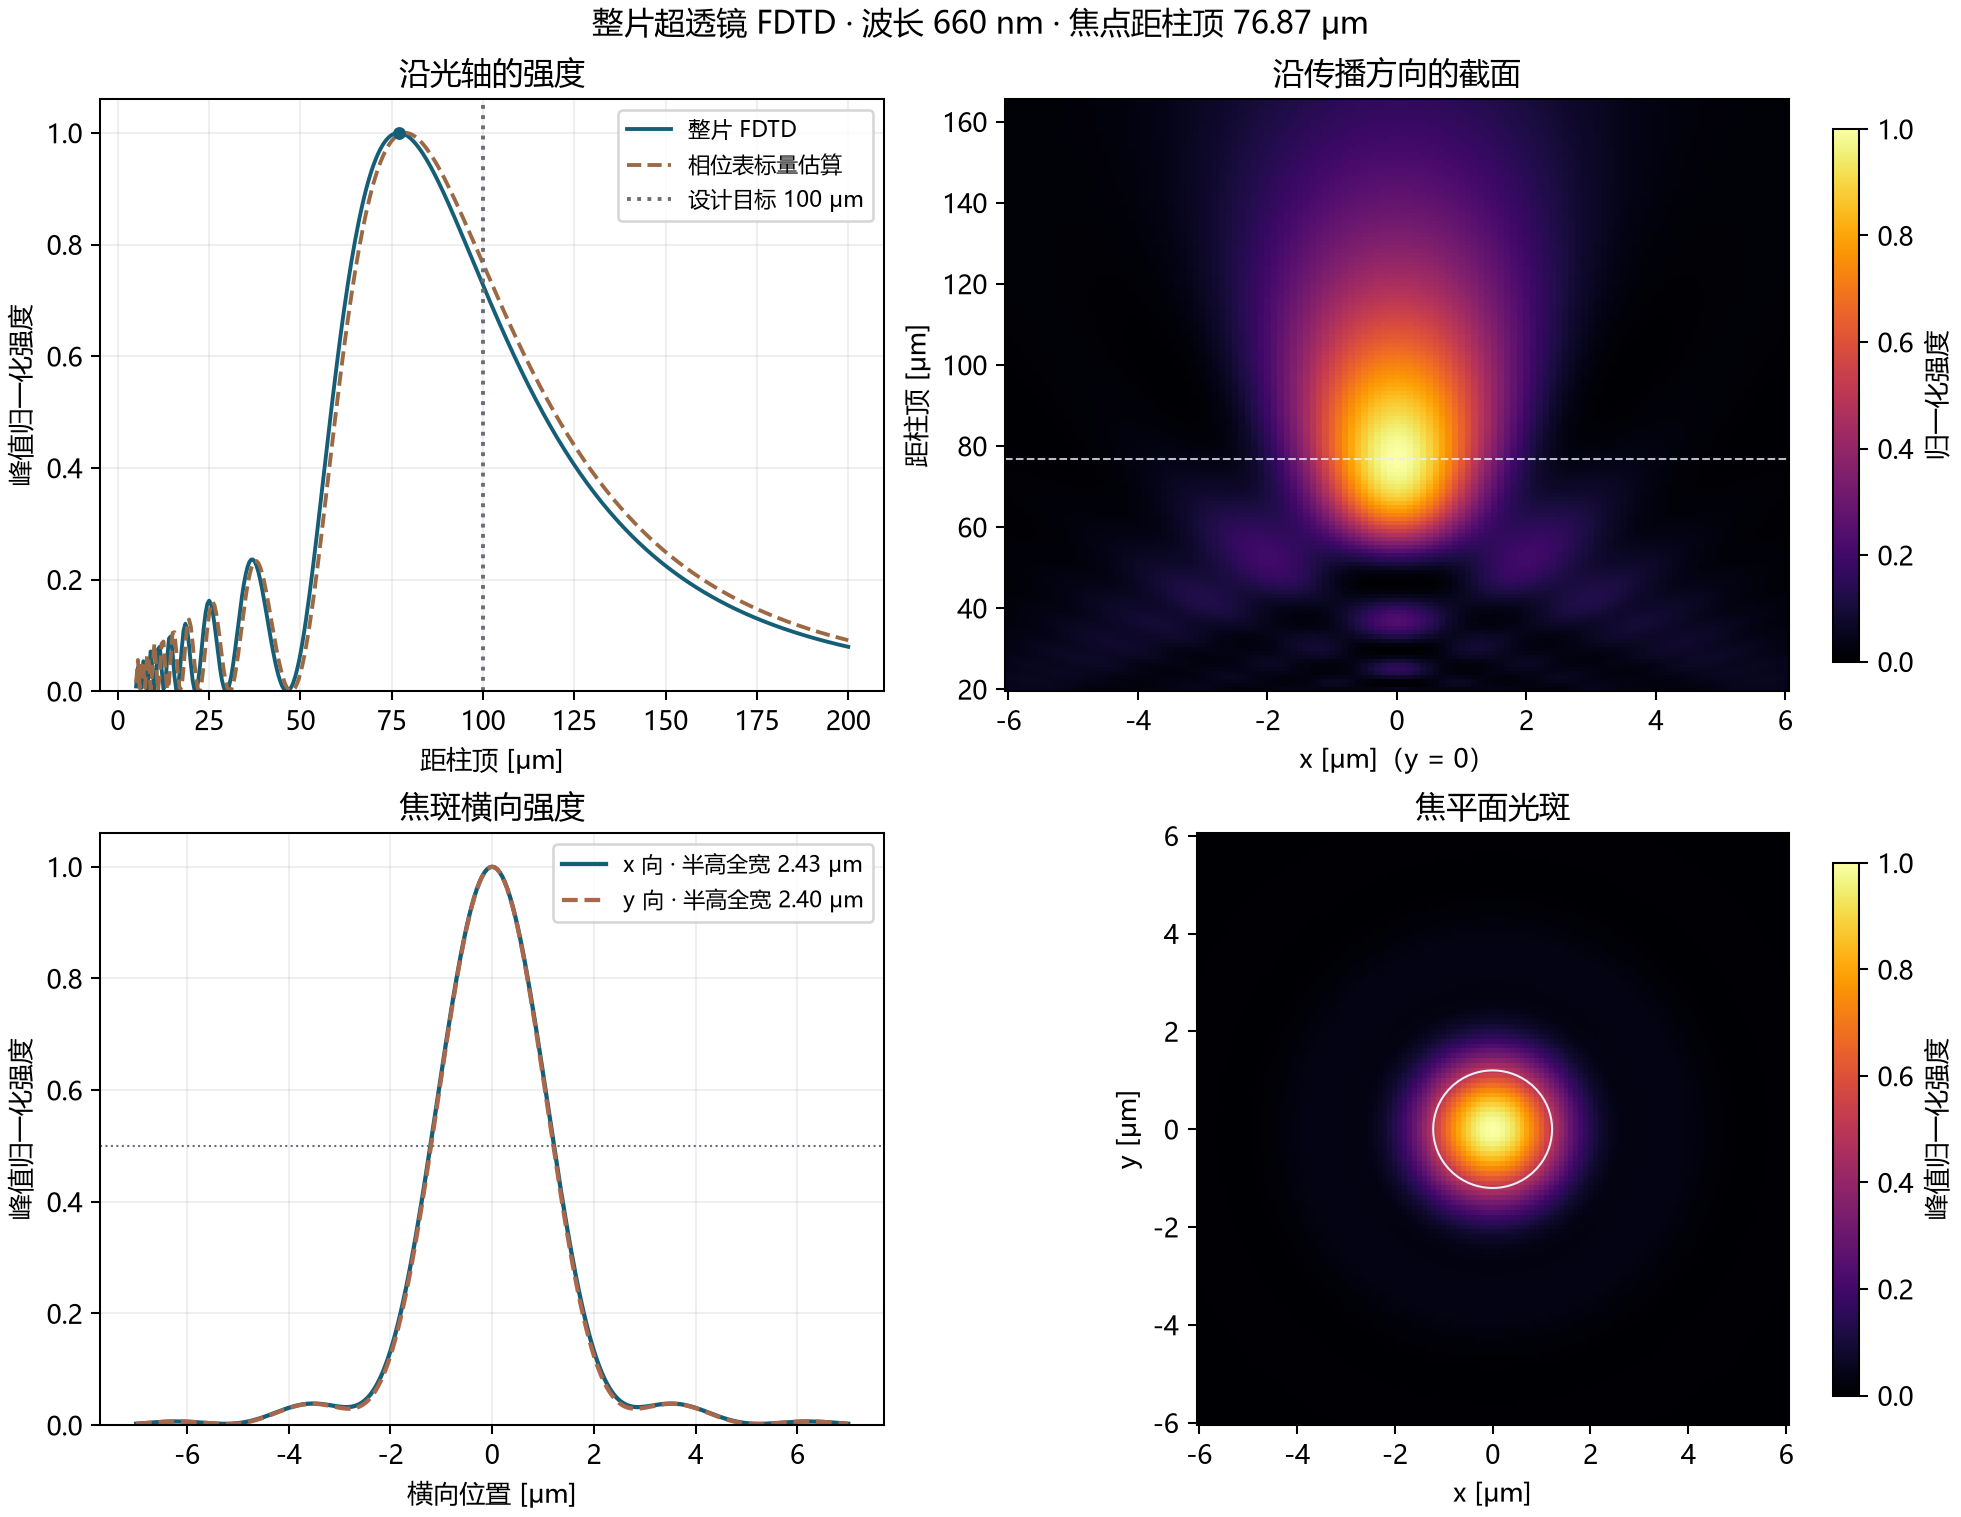 整片超透镜 FDTD · 波长 660 nm · 焦点距柱顶 76.87 µm
沿光轴的强度
峰值归一化强度
1.0
0.8
0.6
0.4
0.2
0.0
整片 FDTD
相位表标量估算
设计目标 100 µm
0 25 50 75 100 125 150 175 200
距柱顶 [µm]
沿传播方向的截面
距柱顶 [µm]
160
140
120
100
80
60
40
20
-6 -4 -2 0 2 4 6
x [µm]（y = 0）
1.0
0.8
0.6
0.4
0.2
0.0
归一化强度
焦斑横向强度
峰值归一化强度
1.0
0.8
0.6
0.4
0.2
0.0
x 向 · 半高全宽 2.43 µm
y 向 · 半高全宽 2.40 µm
-6 -4 -2 0 2 4 6
横向位置 [µm]
焦平面光斑
y [µm]
6
4
2
0
-2
-4
-6
-6 -4 -2 0 2 4 6
x [µm]
1.0
0.8
0.6
0.4
0.2
0.0
峰值归一化强度